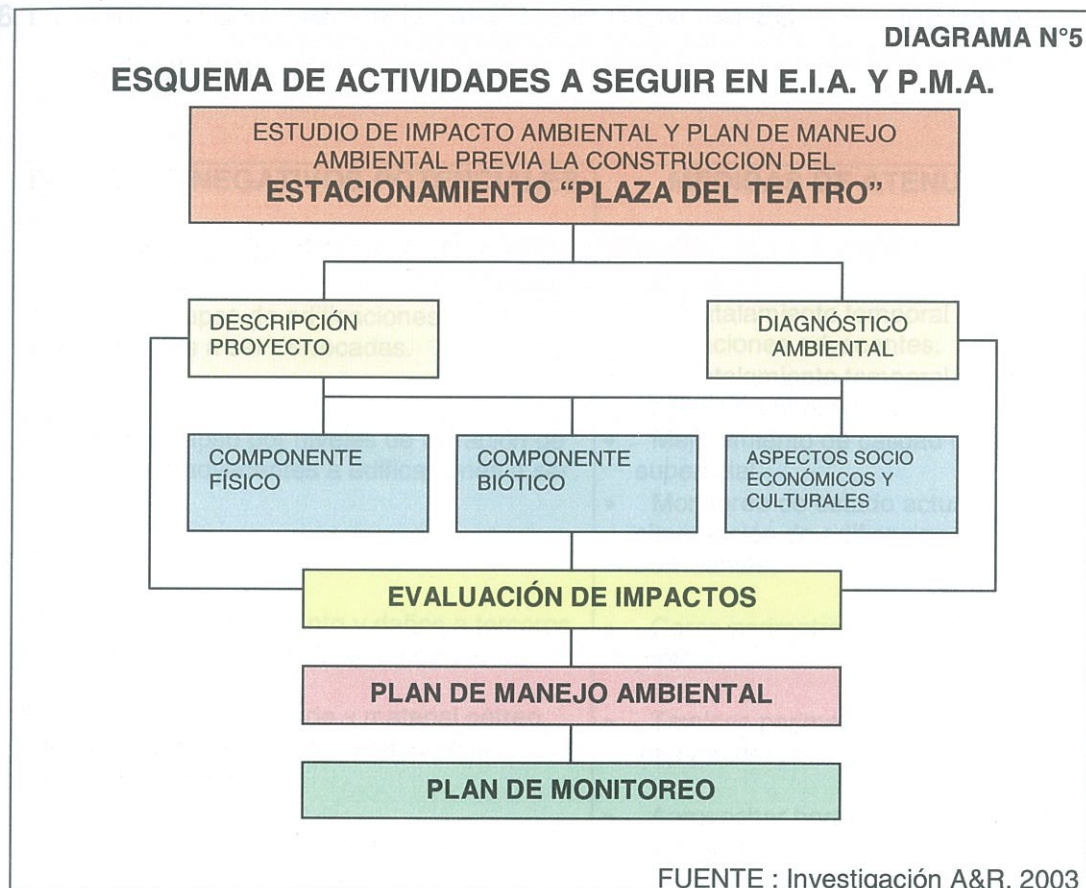 DIAGRAMA N°5
ESQUEMA DE ACTIVIDADES A SEGUIR EN E.I.A. Y P.M.A.
ESTUDIO DE IMPACTO AMBIENTAL Y PLAN DE MANEJO
AMBIENTAL PREVIA LA CONSTRUCCION DEL
ESTACIONAMIENTO “PLAZA DEL TEATRO”
DESCRIPCIÓN
PROYECTO
DIAGNÓSTICO
AMBIENTAL
COMPONENTE
FÍSICO
COMPONENTE
BIÓTICO
ASPECTOS SOCIO
ECONÓMICOS Y
CULTURALES
EVALUACIÓN DE IMPACTOS
PLAN DE MANEJO AMBIENTAL
PLAN DE MONITOREO
FUENTE : Investigación A&R, 2003